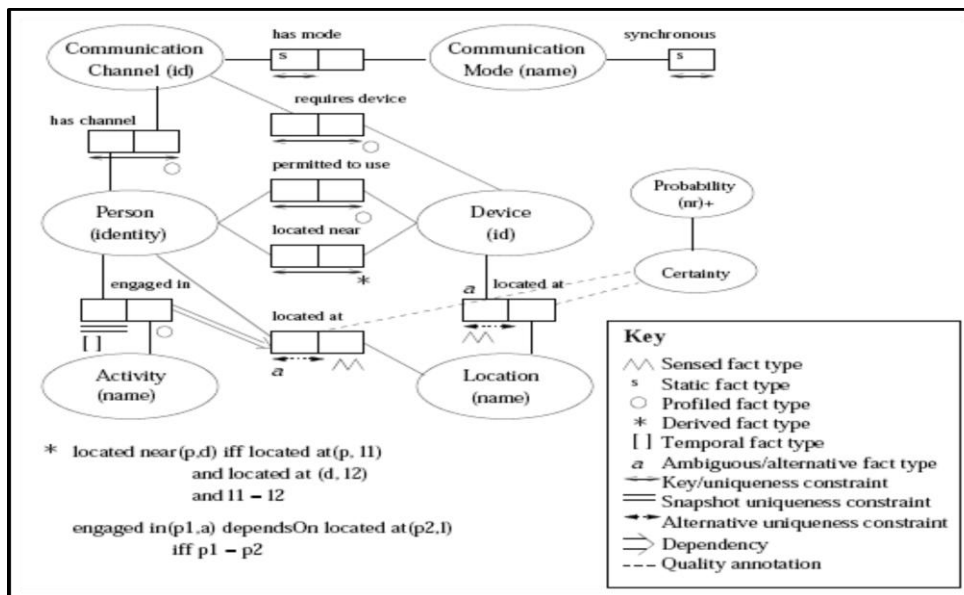 has mode
synchronous
Communication
Channel (id)
s
Communication
Mode (name)
s
requires device
has channel
permitted to use
Probability
(nr)+
Person
(identity)
Device
(id)
located near
*
Certainty
engaged in
a
located at
located at
[ ]
a
Activity
(name)
Location
(name)
Key
Sensed fact type
s Static fact type
Profiled fact type
* Derived fact type
[ ] Temporal fact type
a Ambiguous/alternative fact type
Key/uniqueness constraint
Snapshot uniqueness constraint
Alternative uniqueness constraint
Dependency
Quality annotation
* located near(p,d) iff located at(p, l1)
and located at (d, l2)
and l1 = l2
engaged in(p1,a) dependsOn located at(p2,l)
iff p1 = p2